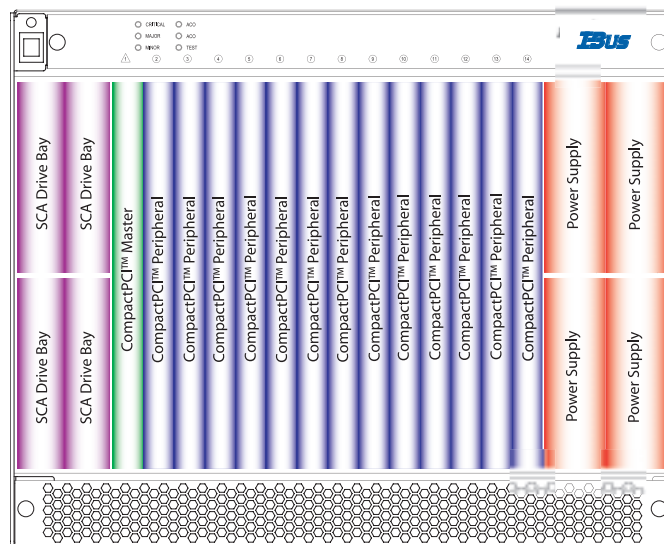 CRITICAL ACO
MAJOR ACO
MINOR TEST
Bus
1 2 3 4 5 6 7 8 9 10 11 12 13 14
SCA Drive Bay
SCA Drive Bay
CompactPCI™ Master
CompactPCI™ Peripheral
CompactPCI™ Peripheral
CompactPCI™ Peripheral
CompactPCI™ Peripheral
CompactPCI™ Peripheral
CompactPCI™ Peripheral
CompactPCI™ Peripheral
CompactPCI™ Peripheral
CompactPCI™ Peripheral
CompactPCI™ Peripheral
CompactPCI™ Peripheral
CompactPCI™ Peripheral
CompactPCI™ Peripheral
Power Supply
Power Supply
SCA Drive Bay
SCA Drive Bay
Power Supply
Power Supply